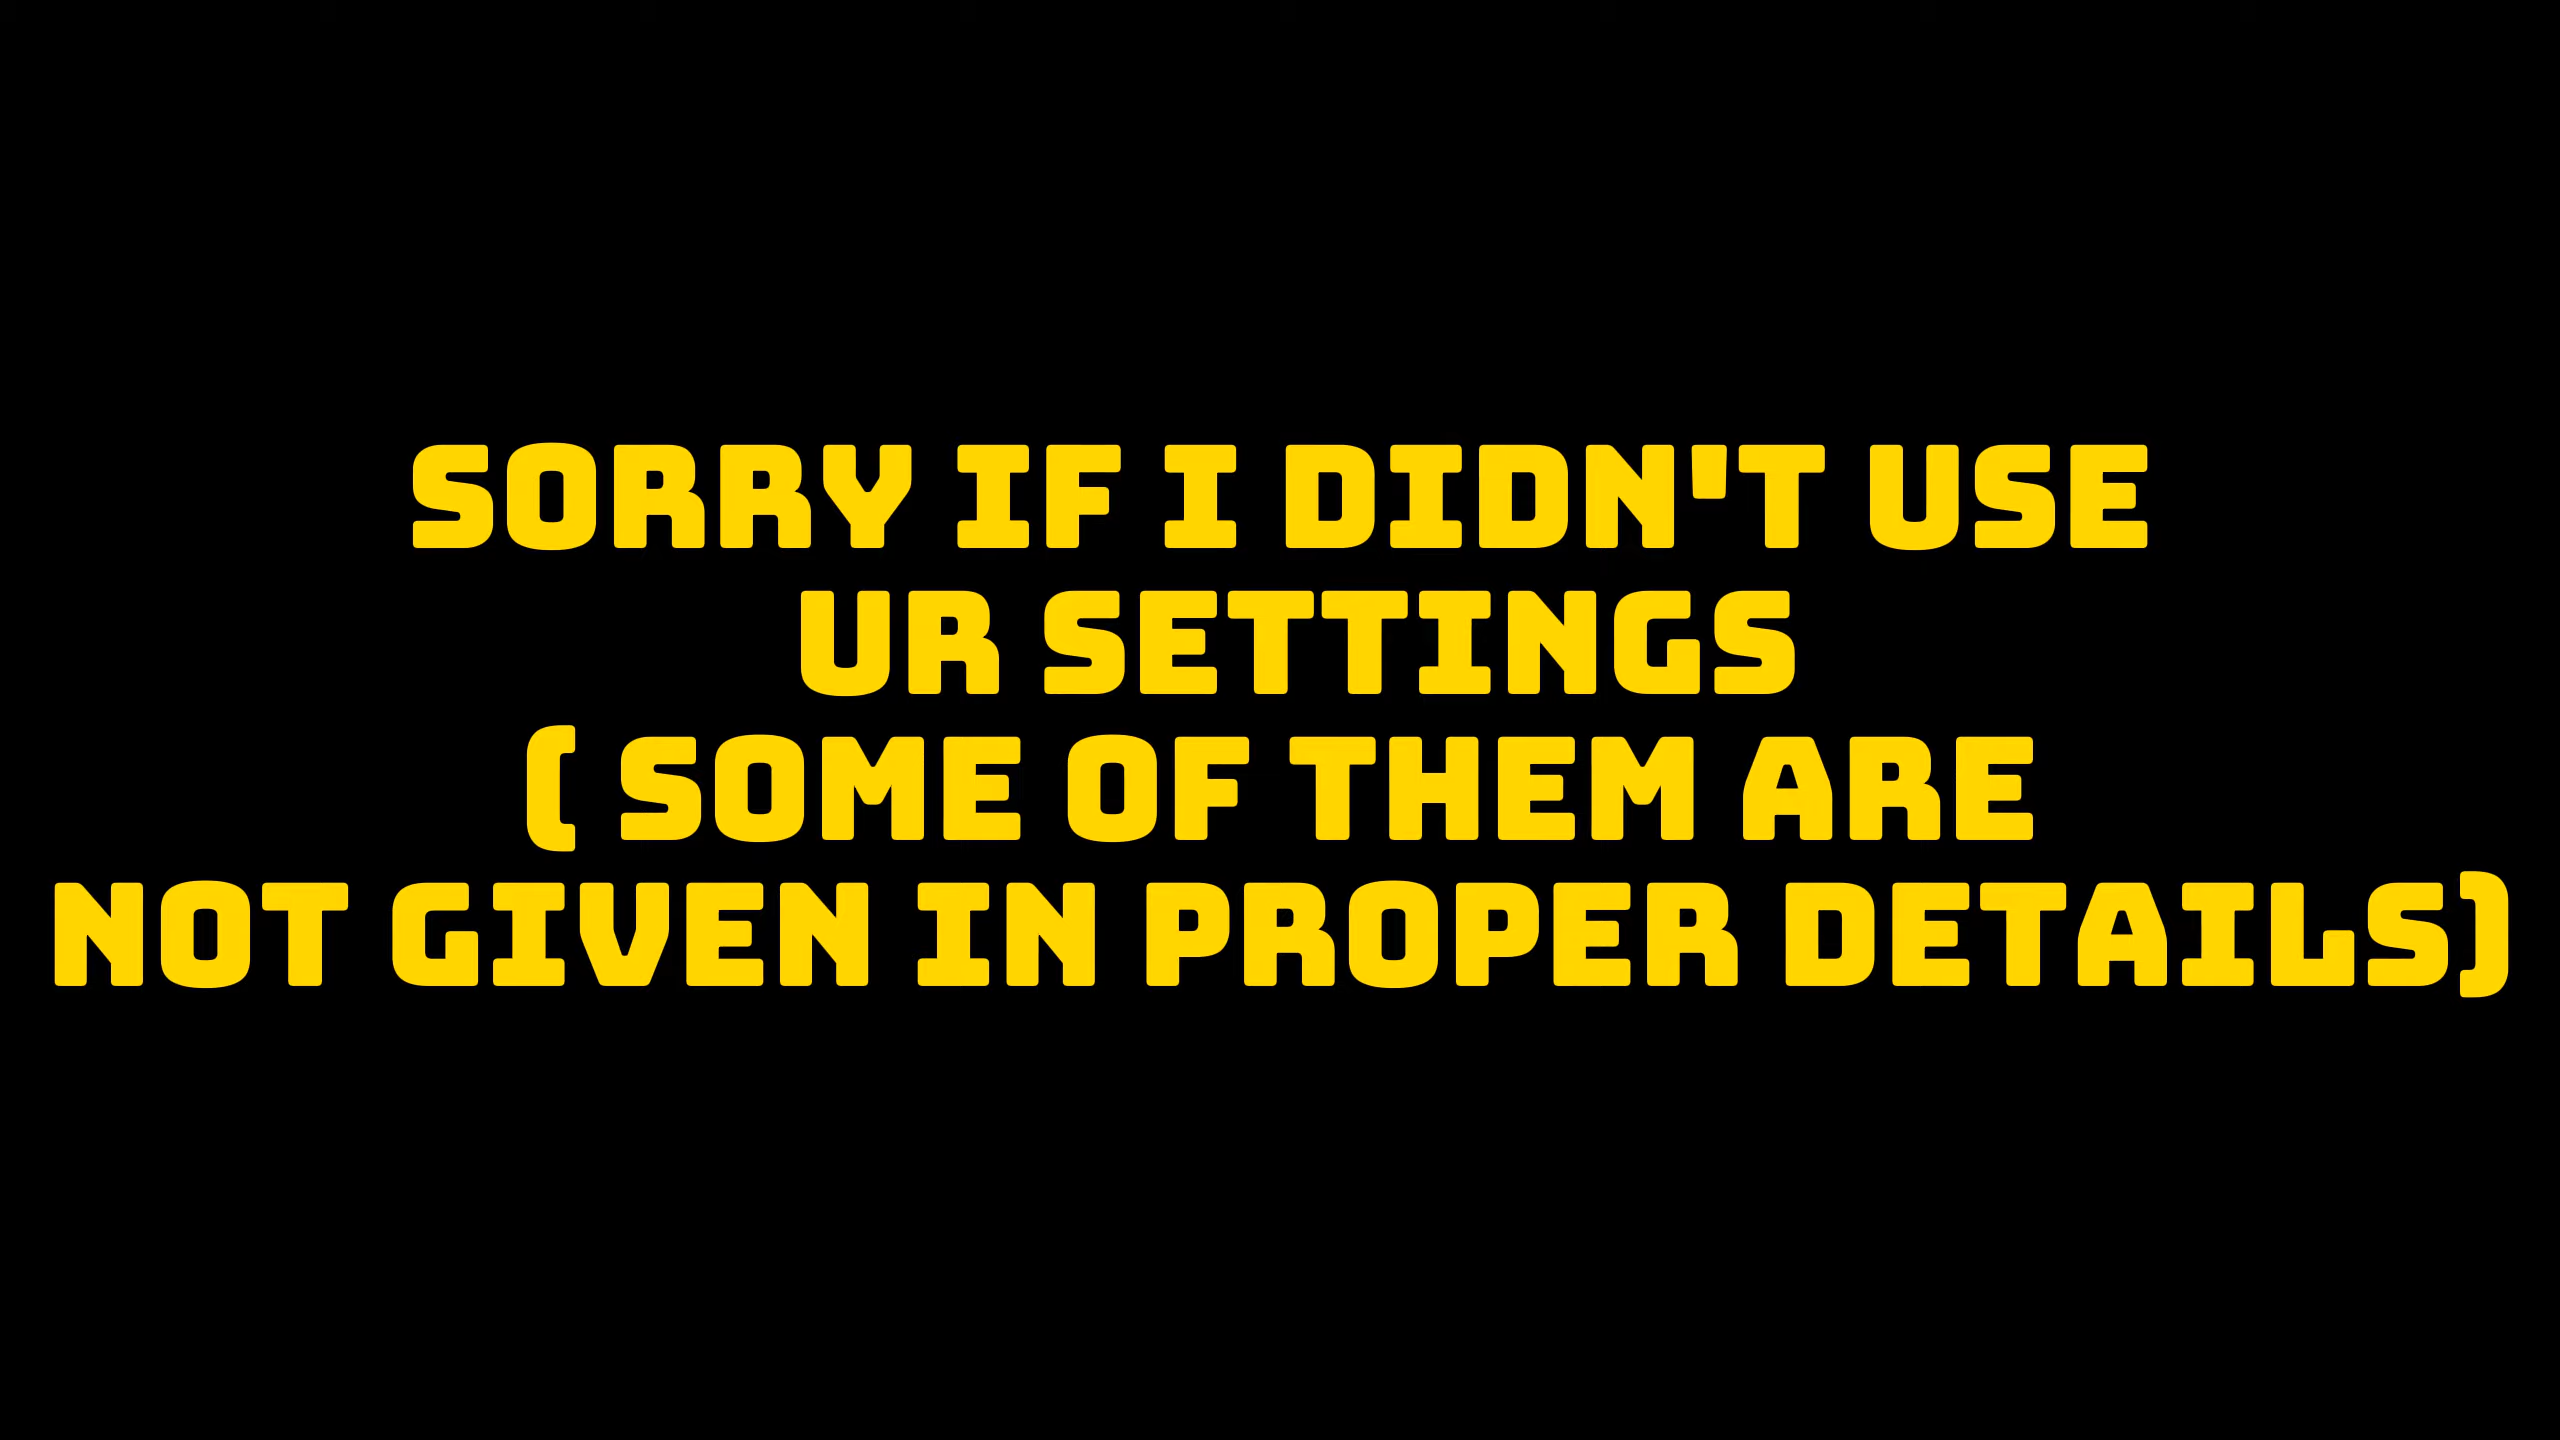 SORRY IF I DIDN'T USE
UR SETTINGS
( SOME OF THEM ARE
NOT GIVEN IN PROPER DETAILS)